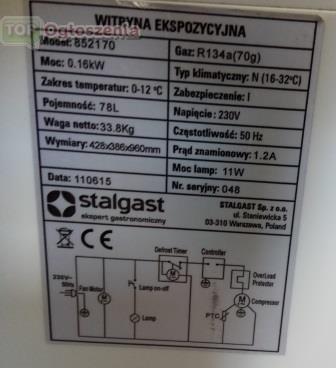 TOP Ogłoszenia
WITRYNA EKSPOZYCYJNA
Model: 852170
Gaz: R134a(70g)
Moc: 0.16kW
Typ klimatyczny: N (16-32°C)
Zakres temperatur: 0-12 °C
Zabezpieczenie: I
Pojemność: 78L
Napięcie: 230V
Waga netto: 33.8Kg
Częstotliwość: 50 Hz
Wymiary: 428x386x960mm
Prąd znamionowy: 1.2A
Moc lamp: 11W
Data: 110615
Nr. seryjny: 048
stalgast
ekspert gastronomiczny
STALGAST Sp. z o.o.
ul. Staniewicka 5
03-310 Warszawa, Poland
CE
Defrost Timer
Controller
OverLoad
Protector
230V~
50Hz
Fan Motor
Lamp on-off
Compressor
M
Lamp
PTC
M
M